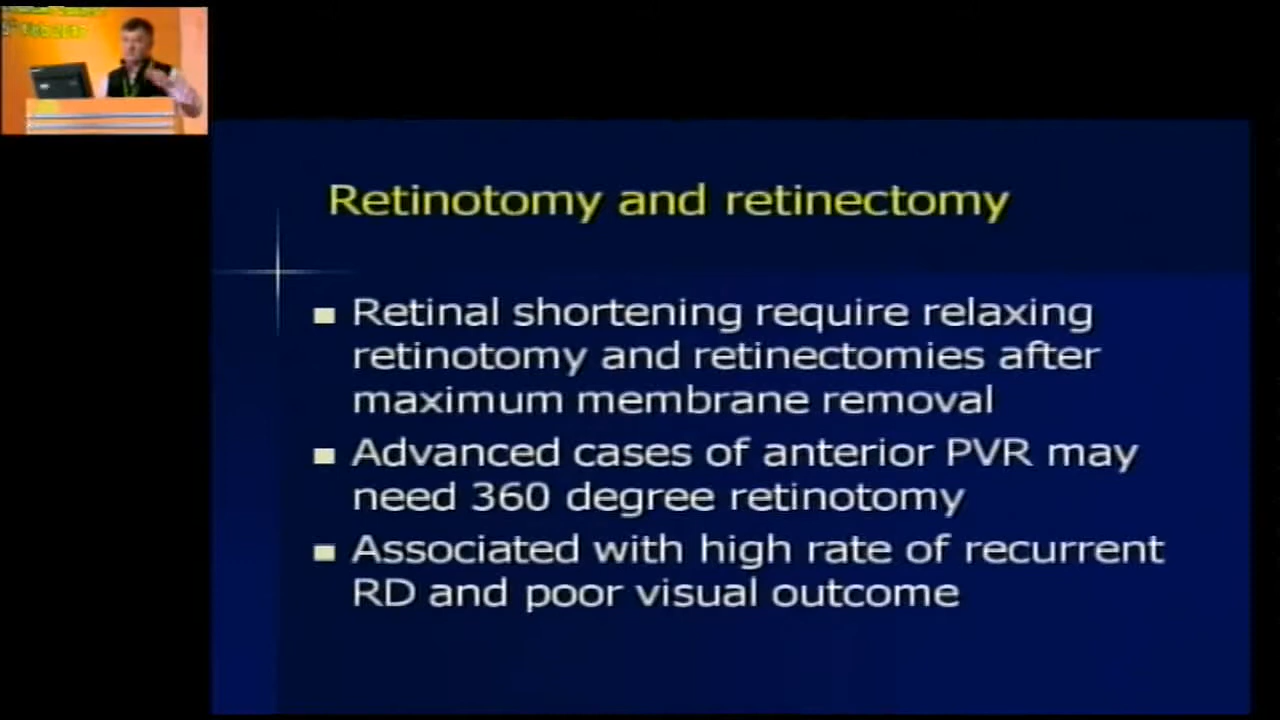 Retinotomy and retinectomy
Retinal shortening require relaxing
retinotomy and retinectomies after
maximum membrane removal
Advanced cases of anterior PVR may
need 360 degree retinotomy
Associated with high rate of recurrent
RD and poor visual outcome